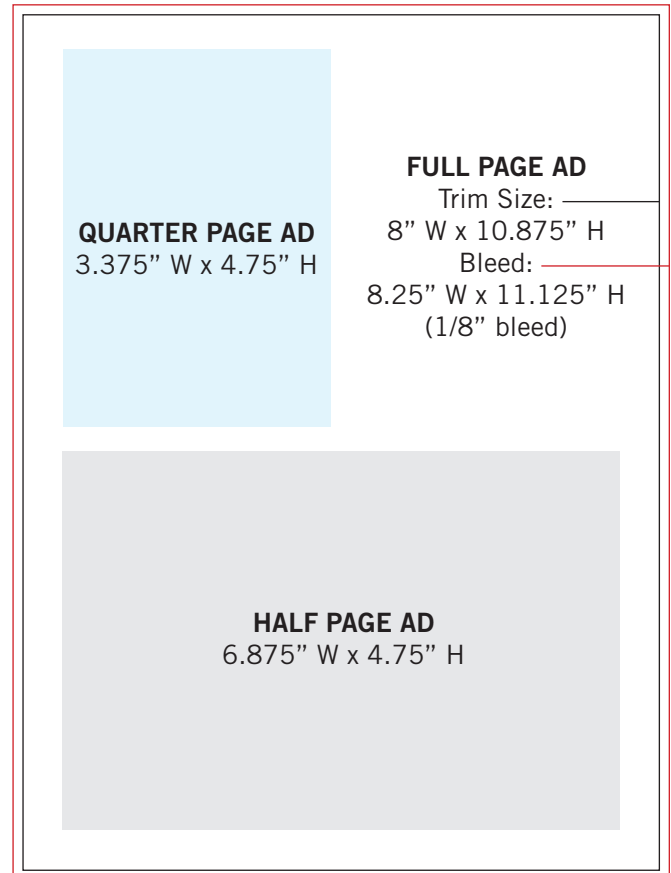 QUARTER PAGE AD
3.375” W x 4.75” H
FULL PAGE AD
Trim Size:
8” W x 10.875” H
Bleed:
8.25” W x 11.125” H
(1/8” bleed)
HALF PAGE AD
6.875” W x 4.75” H